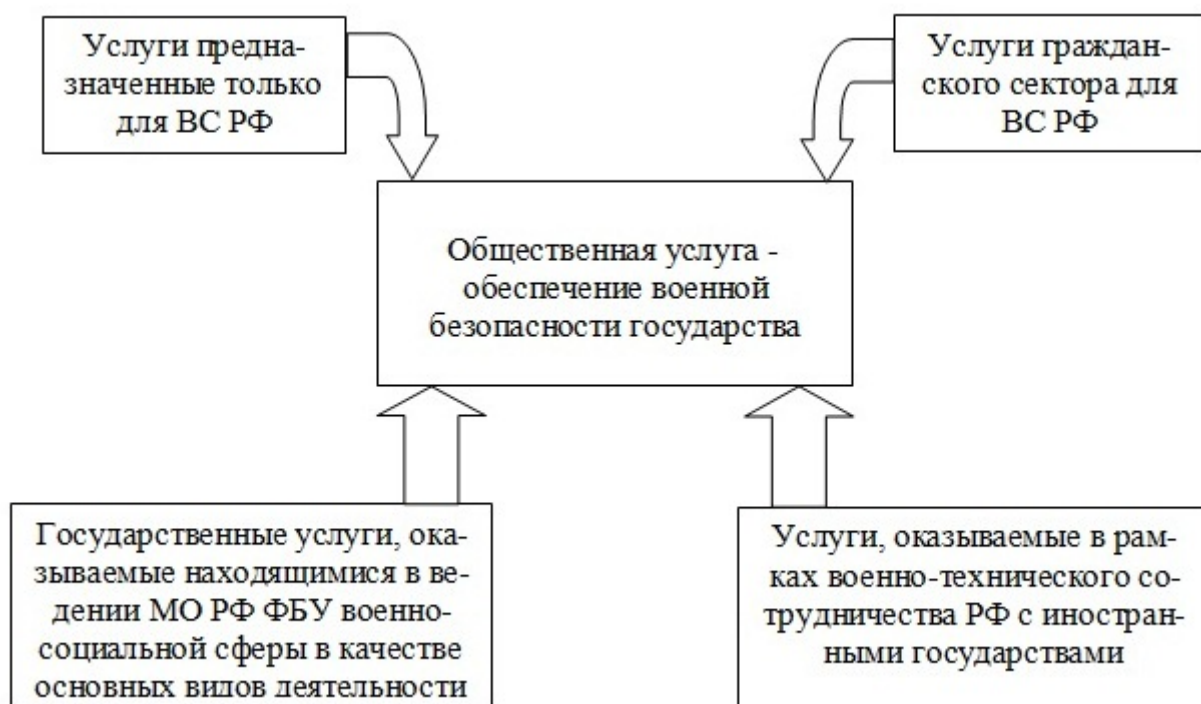 Услуги предна-
значенные только
для ВС РФ
Услуги граждан-
ского сектора для
ВС РФ
Общественная услуга -
обеспечение военной
безопасности государства
Государственные услуги, ока-
зываемые находящимися в ве-
дении МО РФ ФБУ военно-
социальной сферы в качестве
основных видов деятельности
Услуги, оказываемые в рам-
ках военно-технического со-
трудничества РФ с иностран-
ными государствами